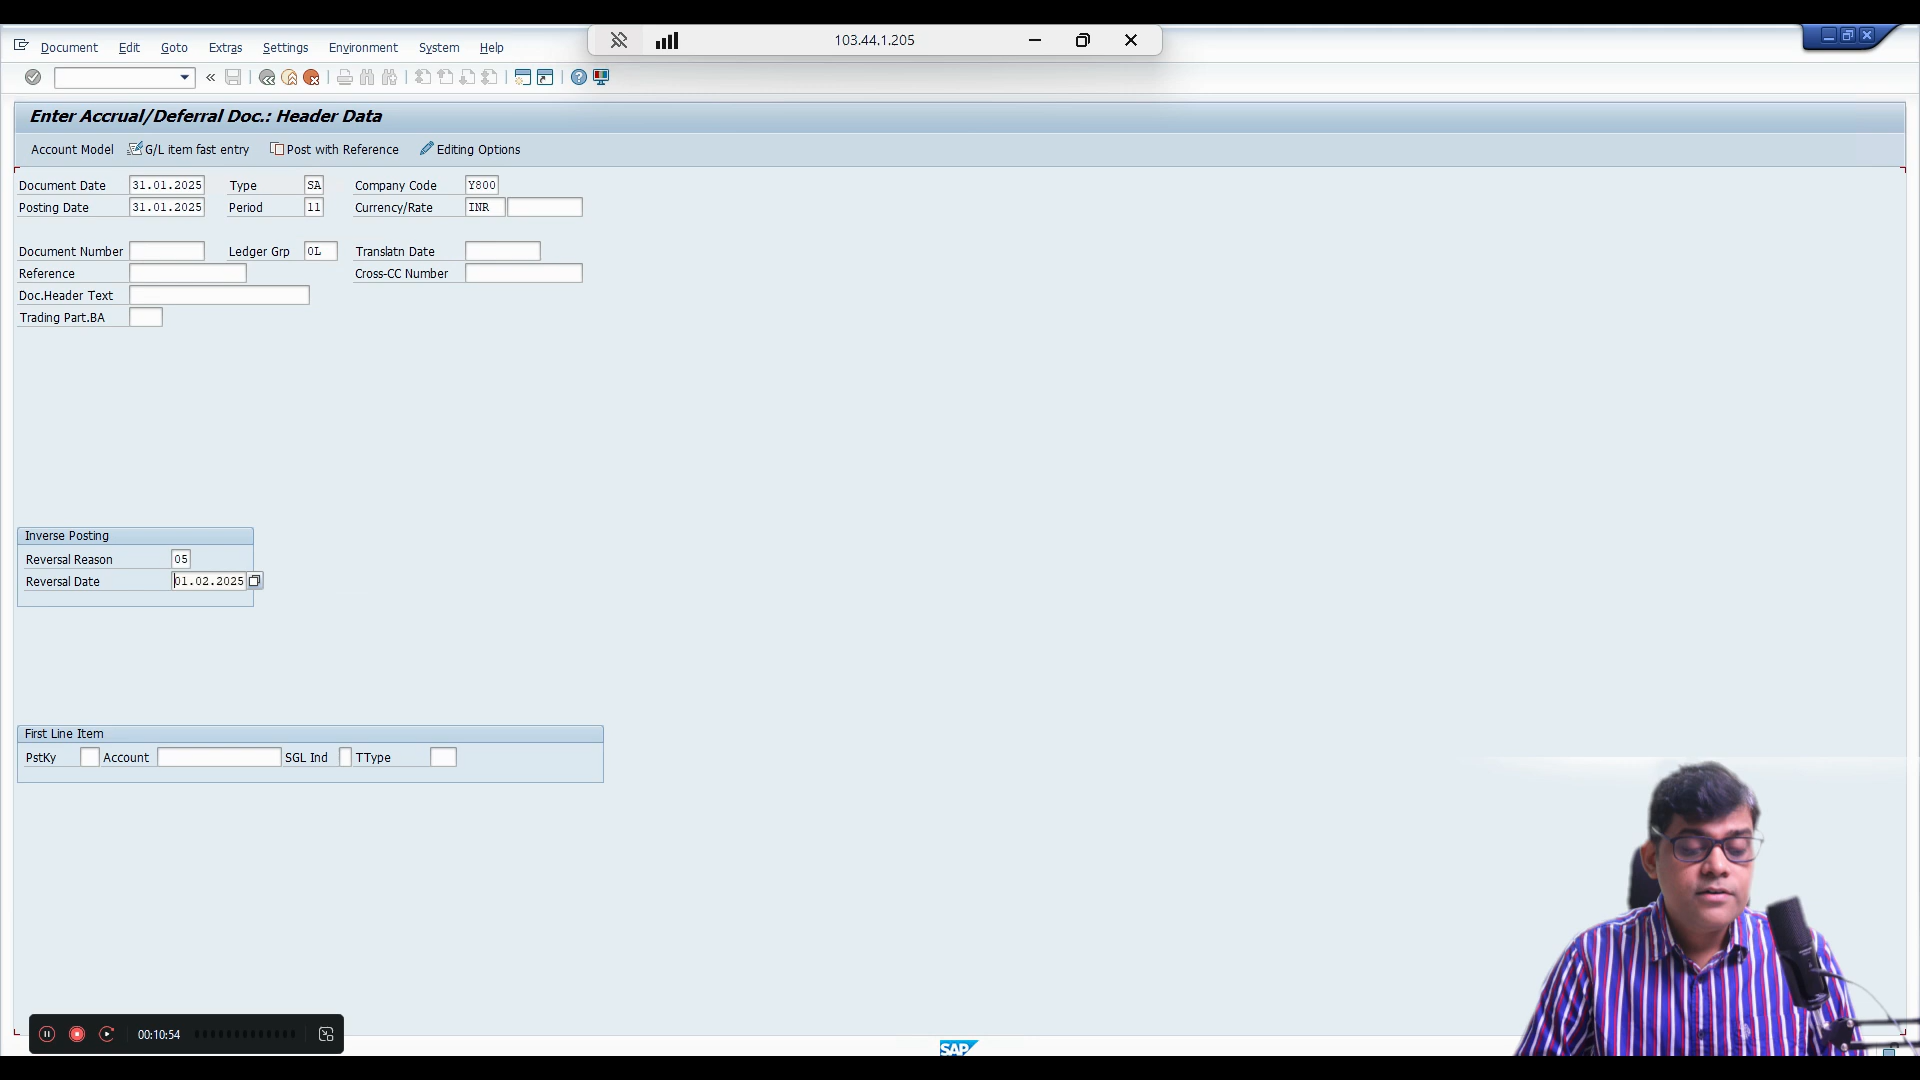 103.44.1.205
Document Edit Goto Extras Settings Environment System Help
«
Enter Accrual/Deferral Doc.: Header Data
Account Model G/L item fast entry Post with Reference Editing Options
Document Date 31.01.2025 Type SA Company Code Y800
Posting Date 31.01.2025 Period 11 Currency/Rate INR
Document Number Ledger Grp 0L Translatn Date
Reference Cross-CC Number
Doc.Header Text
Trading Part.BA
Inverse Posting
Reversal Reason 05
Reversal Date 01.02.2025
First Line Item
PstKy Account SGL Ind TType
00:10:54
SAP